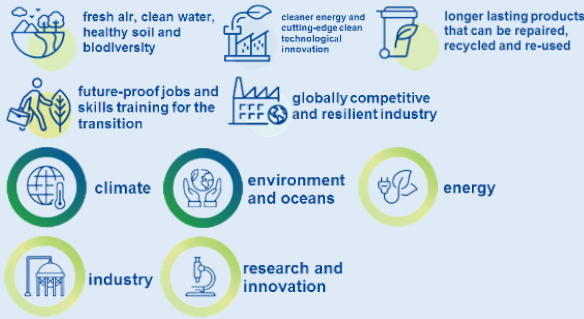 fresh air, clean water,
healthy soil and
biodiversity
cleaner energy and
cutting-edge clean
technological
innovation
longer lasting products
that can be repaired,
recycled and re-used
future-proof jobs and
skills training for the
transition
globally competitive
and resilient industry
climate
environment
and oceans
energy
industry
research and
innovation